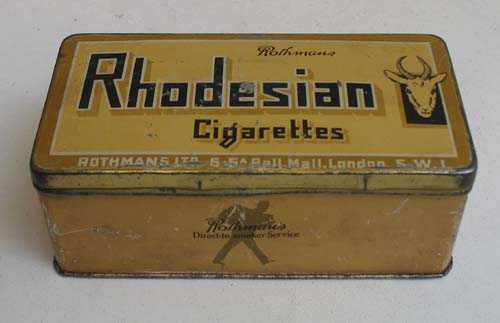 Rothmans
Rhodesian
Cigarettes
ROTHMANS LTD. 5-5A Pall Mall. London. S.W.1.
Rothmans
Direct-to-smoker Service